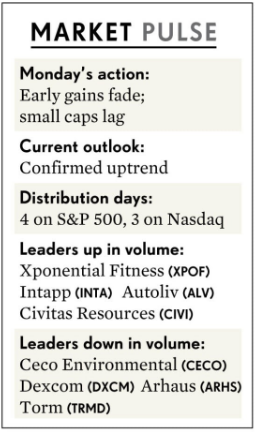 MARKET PULSE
Monday's action:
Early gains fade;
small caps lag
Current outlook:
Confirmed uptrend
Distribution days:
4 on S&P 500, 3 on Nasdaq
Leaders up in volume:
Xponential Fitness (XPOF)
Intapp (INTA) Autoliv (ALV)
Civitas Resources (CIVI)
Leaders down in volume:
Ceco Environmental (CECO)
Dexcom (DXCM) Arhaus (ARHS)
Torm (TRMD)